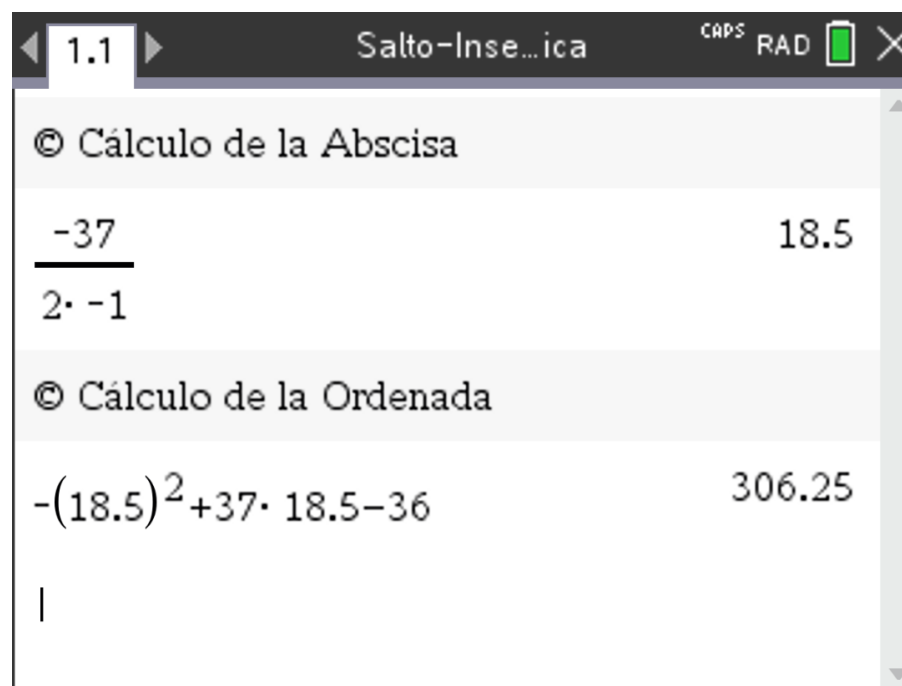 1.1 Salto-Inse…ica CAPS RAD
© Cálculo de la Abscisa
-37 18.5
2· -1
© Cálculo de la Ordenada
-(18.5)²+37· 18.5-36 306.25